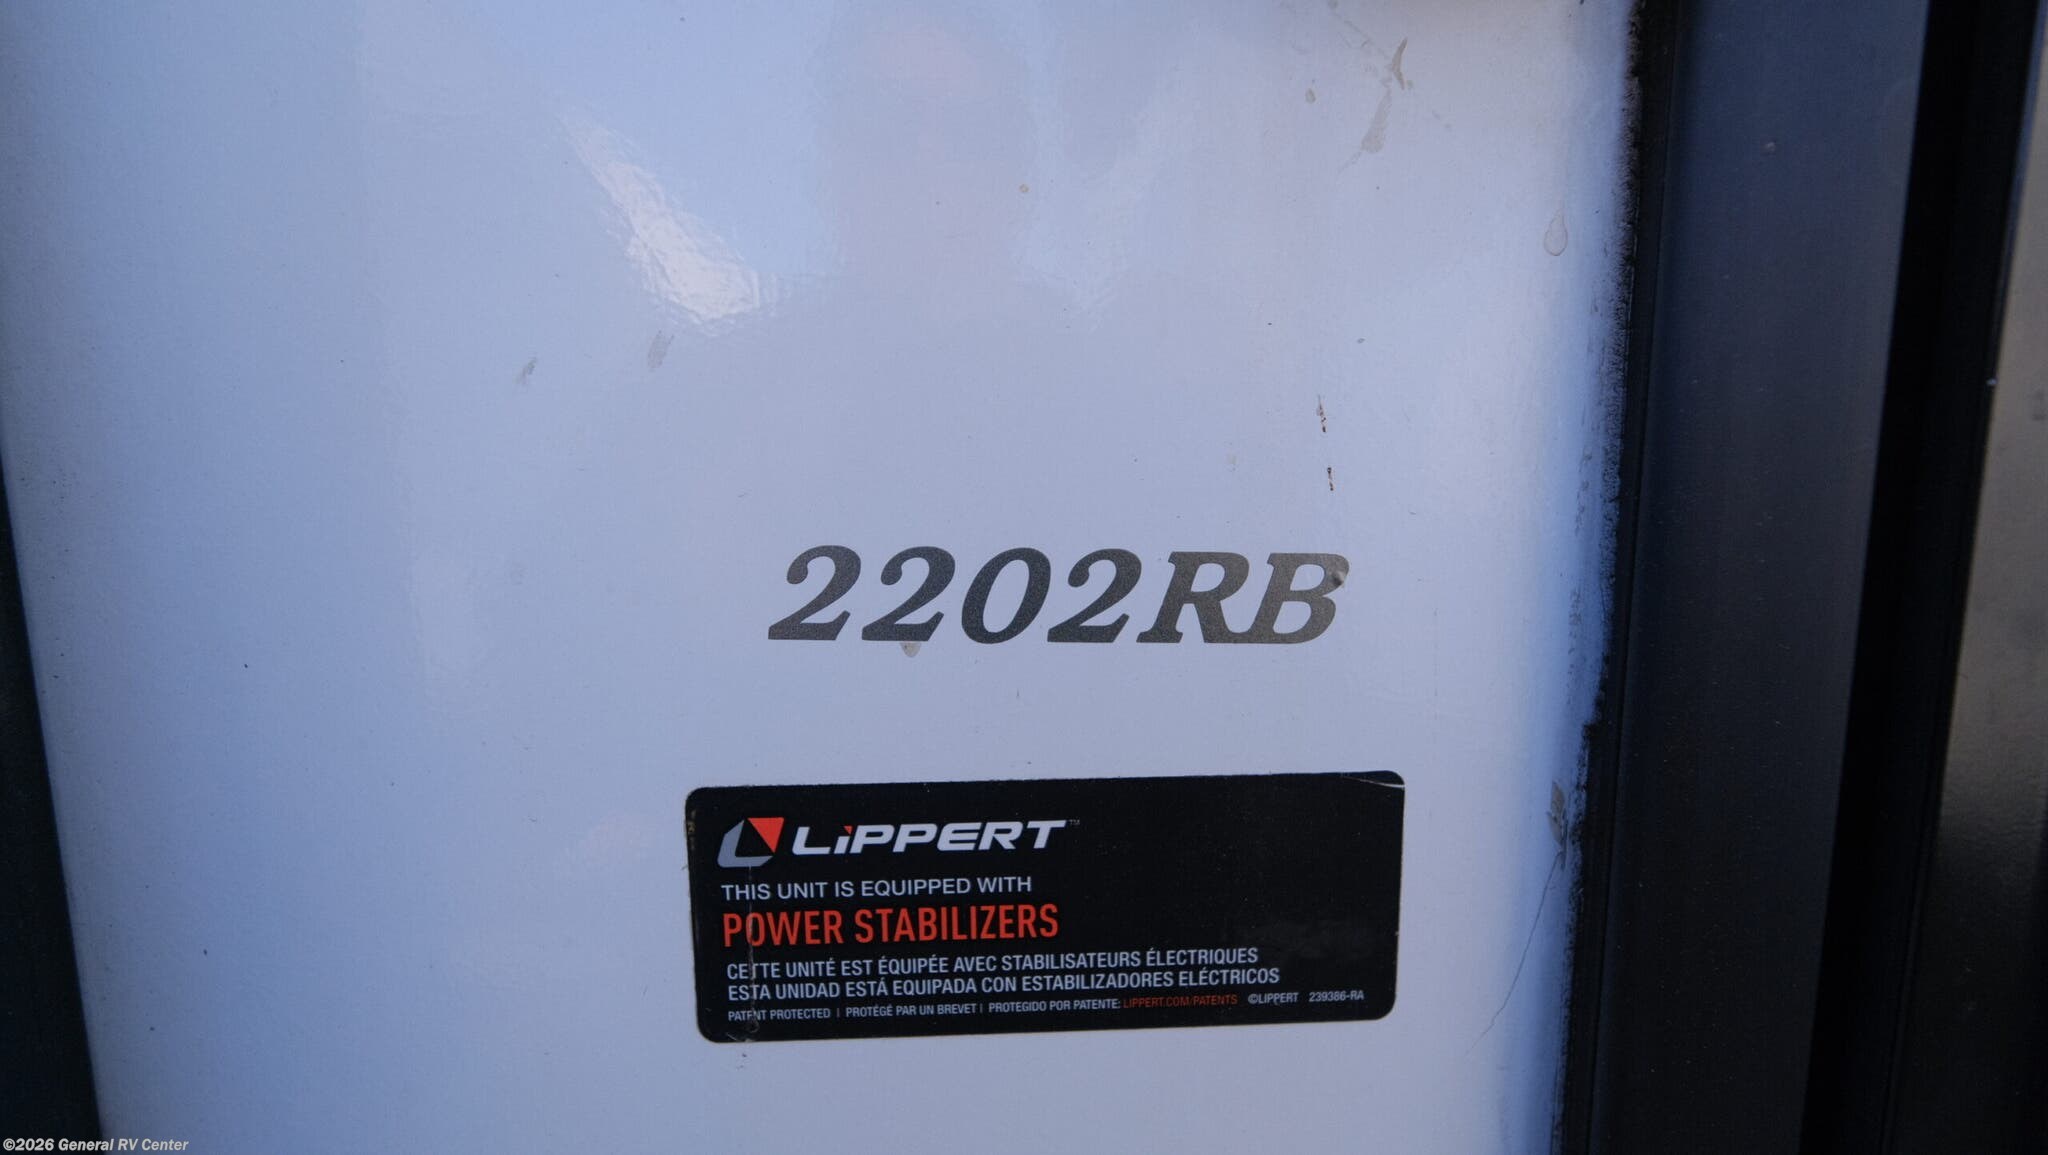 2202RB
LiPPERT™
THIS UNIT IS EQUIPPED WITH
POWER STABILIZERS
CETTE UNITÉ EST ÉQUIPÉE AVEC STABILISATEURS ÉLECTRIQUES
ESTA UNIDAD ESTÁ EQUIPADA CON ESTABILIZADORES ELÉCTRICOS
PATENT PROTECTED | PROTÉGÉ PAR UN BREVET | PROTEGIDO POR PATENTE: LIPPERT.COM/PATENTS ©LIPPERT 239386-RA
©2026 General RV Center